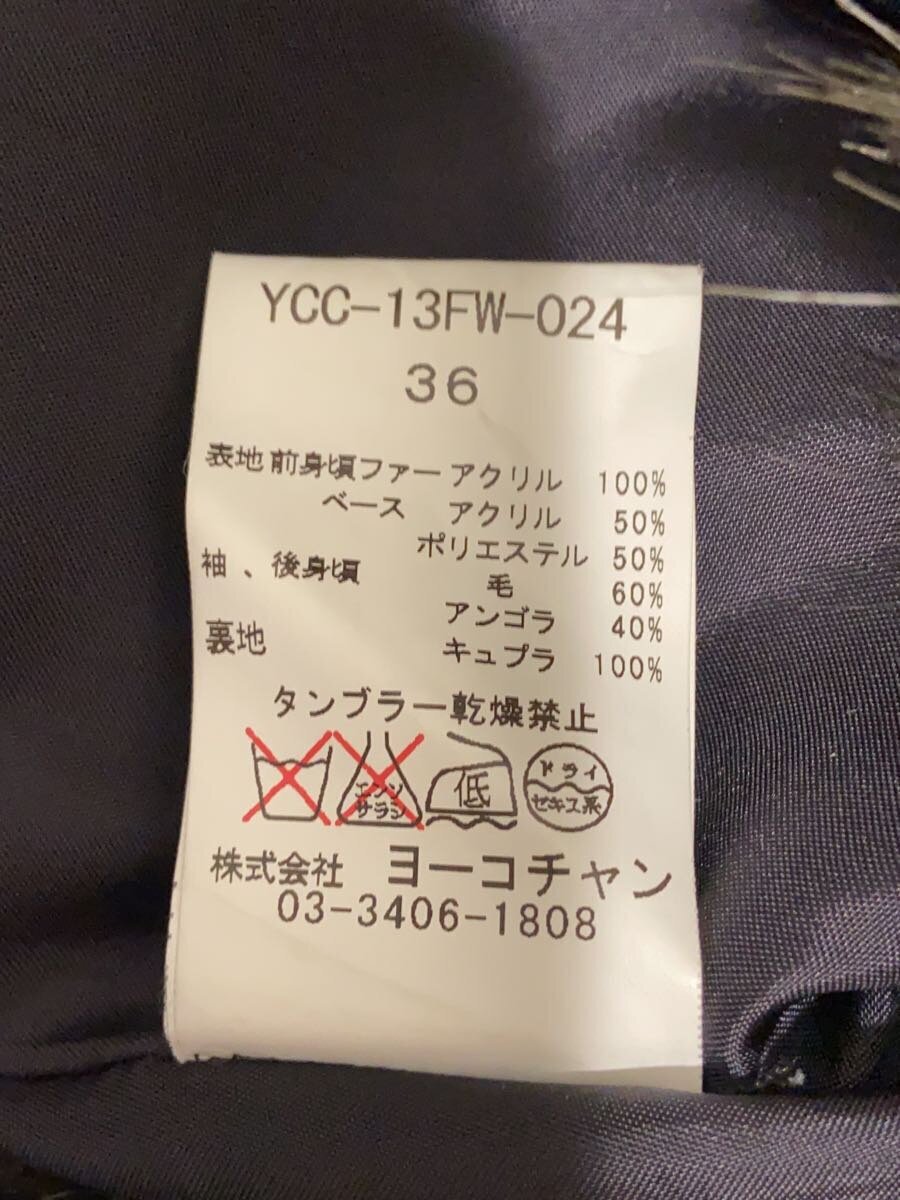 YCC-13FW-024
36
表地 前身頃ファー アクリル 100%
ベース アクリル 50%
ポリエステル 50%
袖、後身頃 毛 60%
アンゴラ 40%
裏地 キュプラ 100%
タンブラー乾燥禁止
エンソ
サラシ
低
ドライ
セキス系
株式会社 ヨーコチャン
03-3406-1808